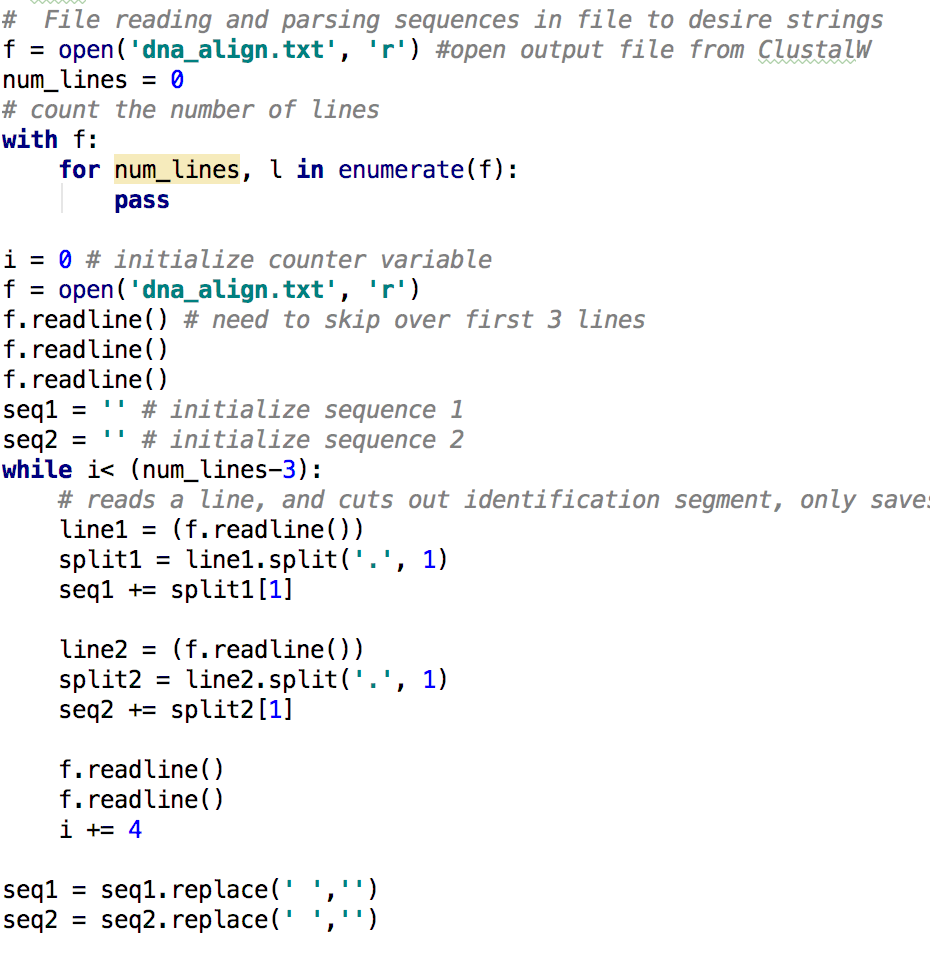 #  File reading and parsing sequences in file to desire strings
f = open('dna_align.txt', 'r') #open output file from ClustalW
num_lines = 0
# count the number of lines
with f:
    for num_lines, l in enumerate(f):
        pass

i = 0 # initialize counter variable
f = open('dna_align.txt', 'r')
f.readline() # need to skip over first 3 lines
f.readline()
f.readline()
seq1 = '' # initialize sequence 1
seq2 = '' # initialize sequence 2
while i< (num_lines-3):
    # reads a line, and cuts out identification segment, only saves
    line1 = (f.readline())
    split1 = line1.split('.', 1)
    seq1 += split1[1]

    line2 = (f.readline())
    split2 = line2.split('.', 1)
    seq2 += split2[1]

    f.readline()
    f.readline()
    i += 4

seq1 = seq1.replace(' ','')
seq2 = seq2.replace(' ','')